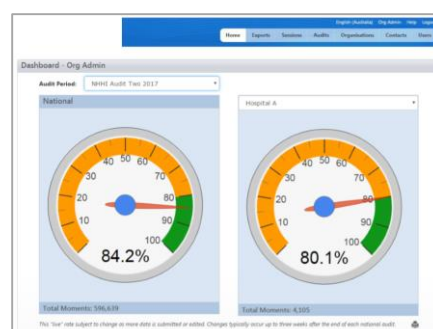 English (Australia) Org Admin Help Logout
Home Exports Sessions Audits Organisations Contacts Users
Dashboard - Org Admin
Audit Period: NHHI Audit Two 2017
National
Hospital A
10 20 30 40 50 60 70 80 90 100
84.2%
10 20 30 40 50 60 70 80 90 100
80.1%
Total Moments: 596,639
Total Moments: 4,105
This "live" rate subject to change as more data is submitted or edited. Changes typically occur up to three weeks after the end of each national audit.